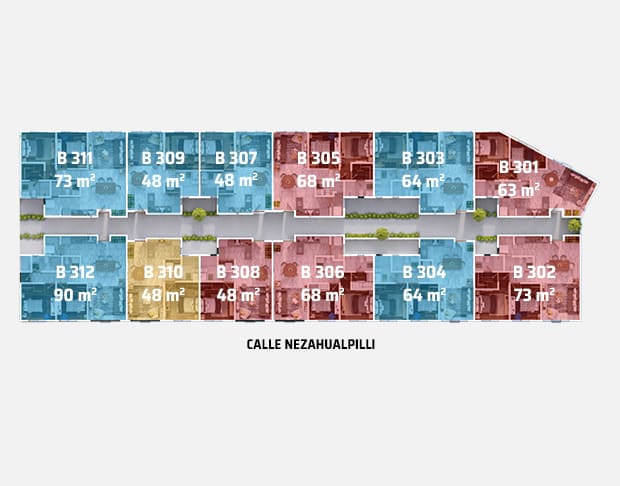 B 311
73 m²
B 309
48 m²
B 307
48 m²
B 305
68 m²
B 303
64 m²
B 301
63 m²
B 312
90 m²
B 310
48 m²
B 308
48 m²
B 306
68 m²
B 304
64 m²
B 302
73 m²
CALLE NEZAHUALPILLI